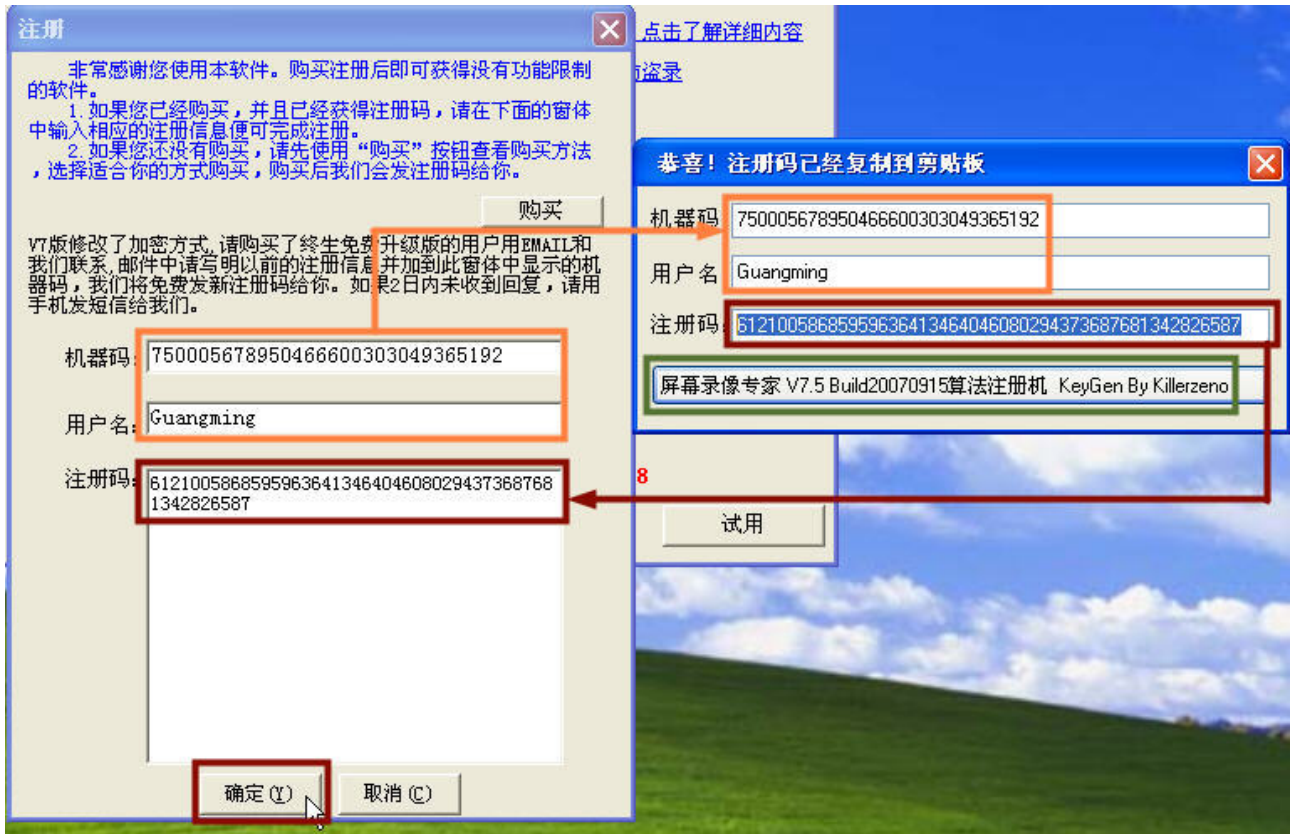 注册
非常感谢您使用本软件。购买注册后即可获得没有功能限制
的软件。
1.如果您已经购买，并且已经获得注册码，请在下面的窗体
中输入相应的注册信息便可完成注册。
2.如果您还没有购买，请先使用“购买”按钮查看购买方法
，选择适合你的方式购买，购买后我们会发注册码给你。
购买
V7版修改了加密方式,请购买了终生免费升级版的用户用EMAIL和
我们联系,邮件中请写明以前的注册信息并加到此窗体中显示的机
器码，我们将免费发新注册码给你。如果2日内未收到回复，请用
手机发短信给我们。
机器码: 75000567895046660030304936519​2
用户名: Guangming
注册码: 612100586859596364134640460802943736876​8
1342826587
确定(Y)
取消(C)
点击了解详细内容
盗录
恭喜！注册码已经复制到剪贴板
机器码 750005678950466600303049365192
用户名 Guangming
注册码: 61210058685959636413464046080294373687681342826587
屏幕录像专家 V7.5 Build20070915算法注册机 KeyGen By Killerzeno
8
试用